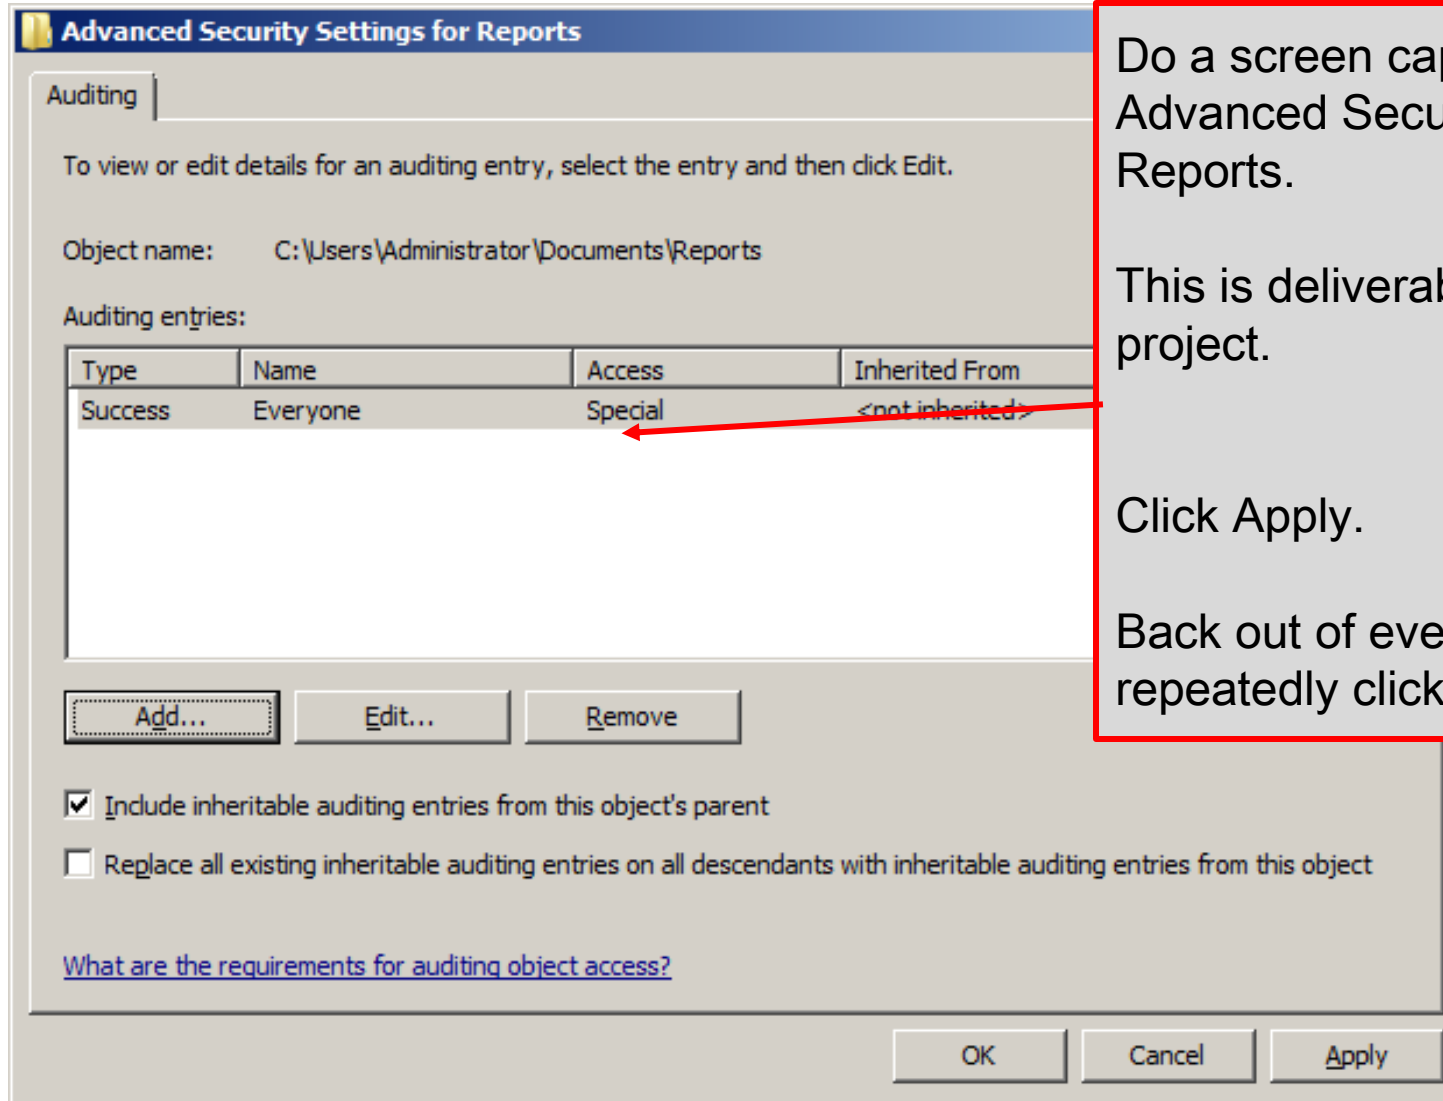 Advanced Security Settings for Reports
Auditing
To view or edit details for an auditing entry, select the entry and then click Edit.
Object name: C:\Users\Administrator\Documents\Reports
Auditing entries:
Type Name Access Inherited From
Success Everyone Special <not inherited>
Add... Edit... Remove
Include inheritable auditing entries from this object's parent
Replace all existing inheritable auditing entries on all descendants with inheritable auditing entries from this object
What are the requirements for auditing object access?
OK Cancel Apply
Do a screen
Advanced
Reports.
This is
project.
Click Apply.
Back out of
repeatedly click